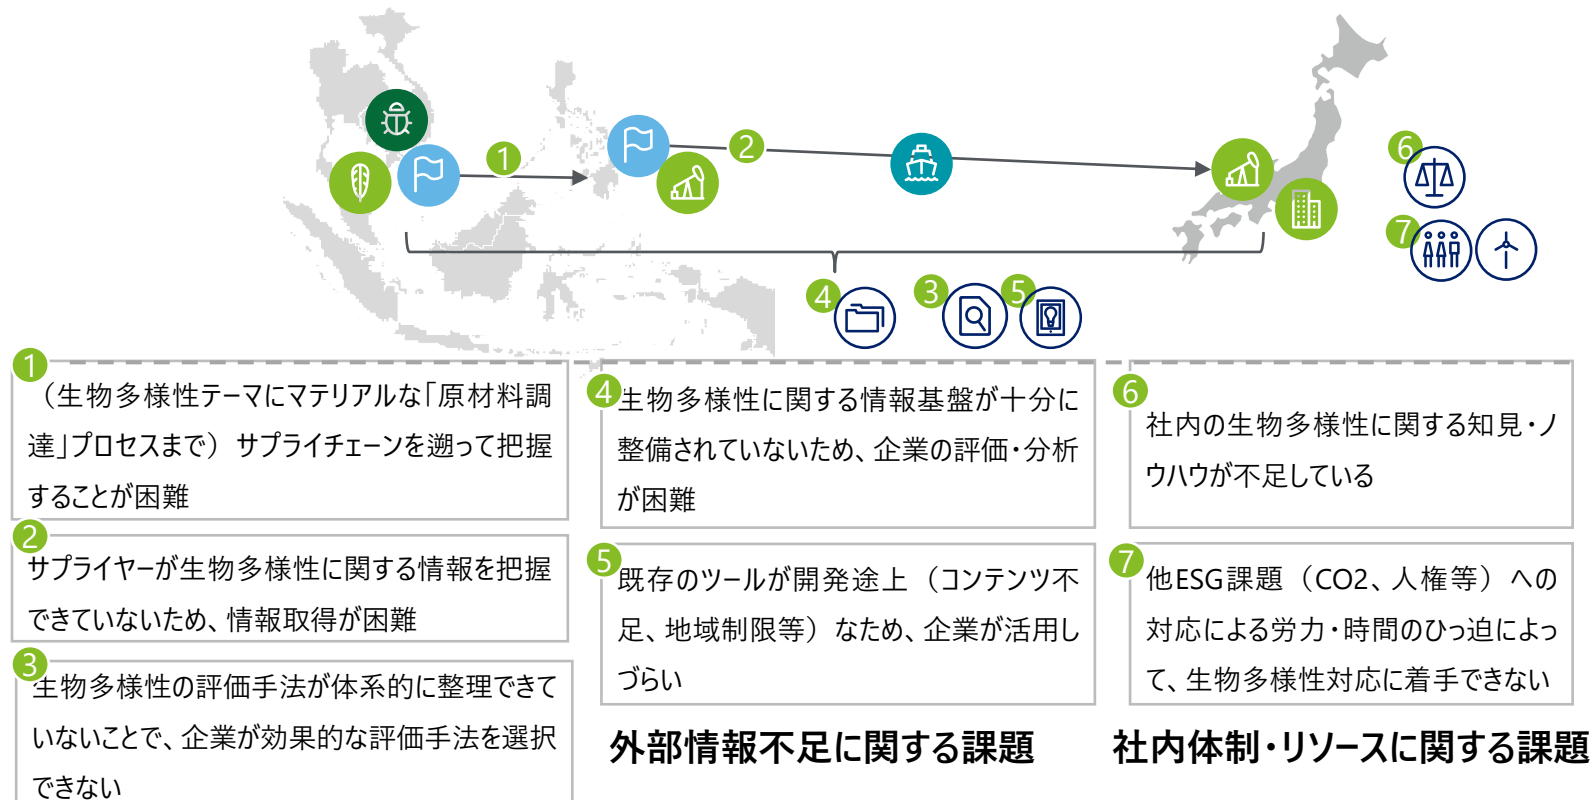 1
2
6
7
4
3
5
1
（生物多様性テーマにマテリアルな「原材料調
達」プロセスまで）サプライチェーンを遡って把握
することが困難
2
サプライヤーが生物多様性に関する情報を把握
できていないため、情報取得が困難
3
生物多様性の評価手法が体系的に整理できて
いないことで、企業が効果的な評価手法を選択
できない
4
生物多様性に関する情報基盤が十分に
整備されていないため、企業の評価・分析
が困難
5
既存のツールが開発途上（コンテンツ不
足、地域制限等）なため、企業が活用し
づらい
外部情報不足に関する課題
6
社内の生物多様性に関する知見・ノ
ウハウが不足している
7
他ESG課題（CO2、人権等）への
対応による労力・時間のひっ迫によっ
て、生物多様性対応に着手できない
社内体制・リソースに関する課題